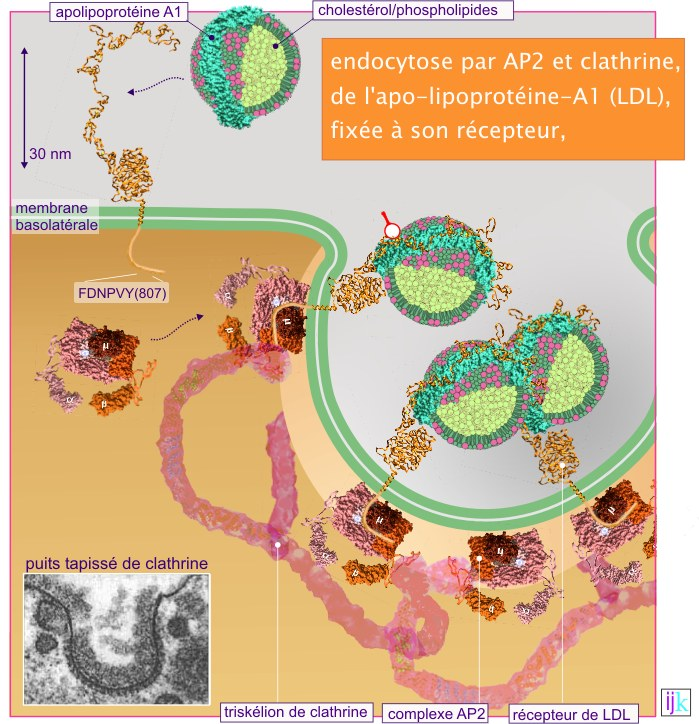 apolipoprotéine A1
cholestérol/phospholipides
endocytose par AP2 et clathrine,
de l'apo-lipoprotéine-A1 (LDL),
fixée à son récepteur,
30 nm
membrane
basolatérale
FDNPVY(807)
puits tapissé de clathrine
triskélion de clathrine
complexe AP2
récepteur de LDL
ijk